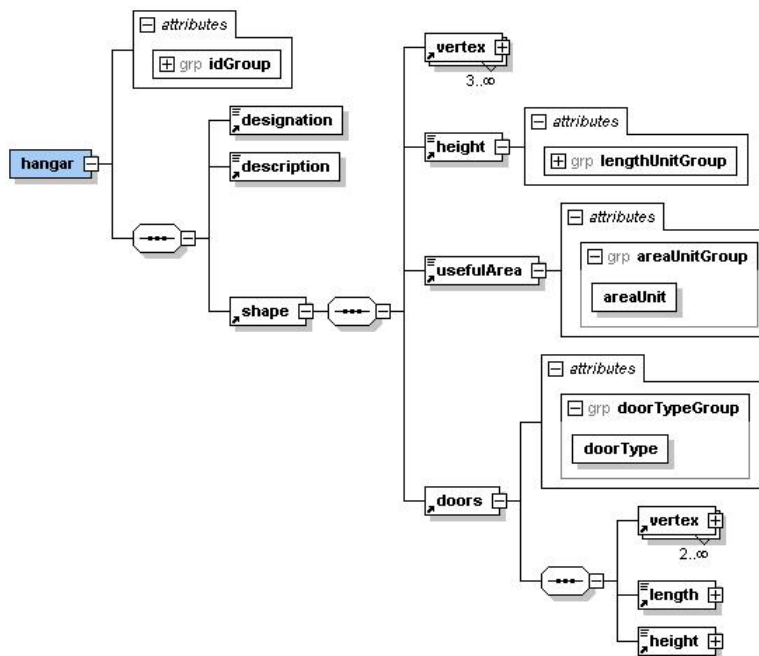 attributes
grp idGroup
hangar
designation
description
shape
vertex
3..∞
height
attributes
grp lengthUnitGroup
usefulArea
attributes
grp areaUnitGroup
areaUnit
doors
attributes
grp doorTypeGroup
doorType
vertex
2..∞
length
height